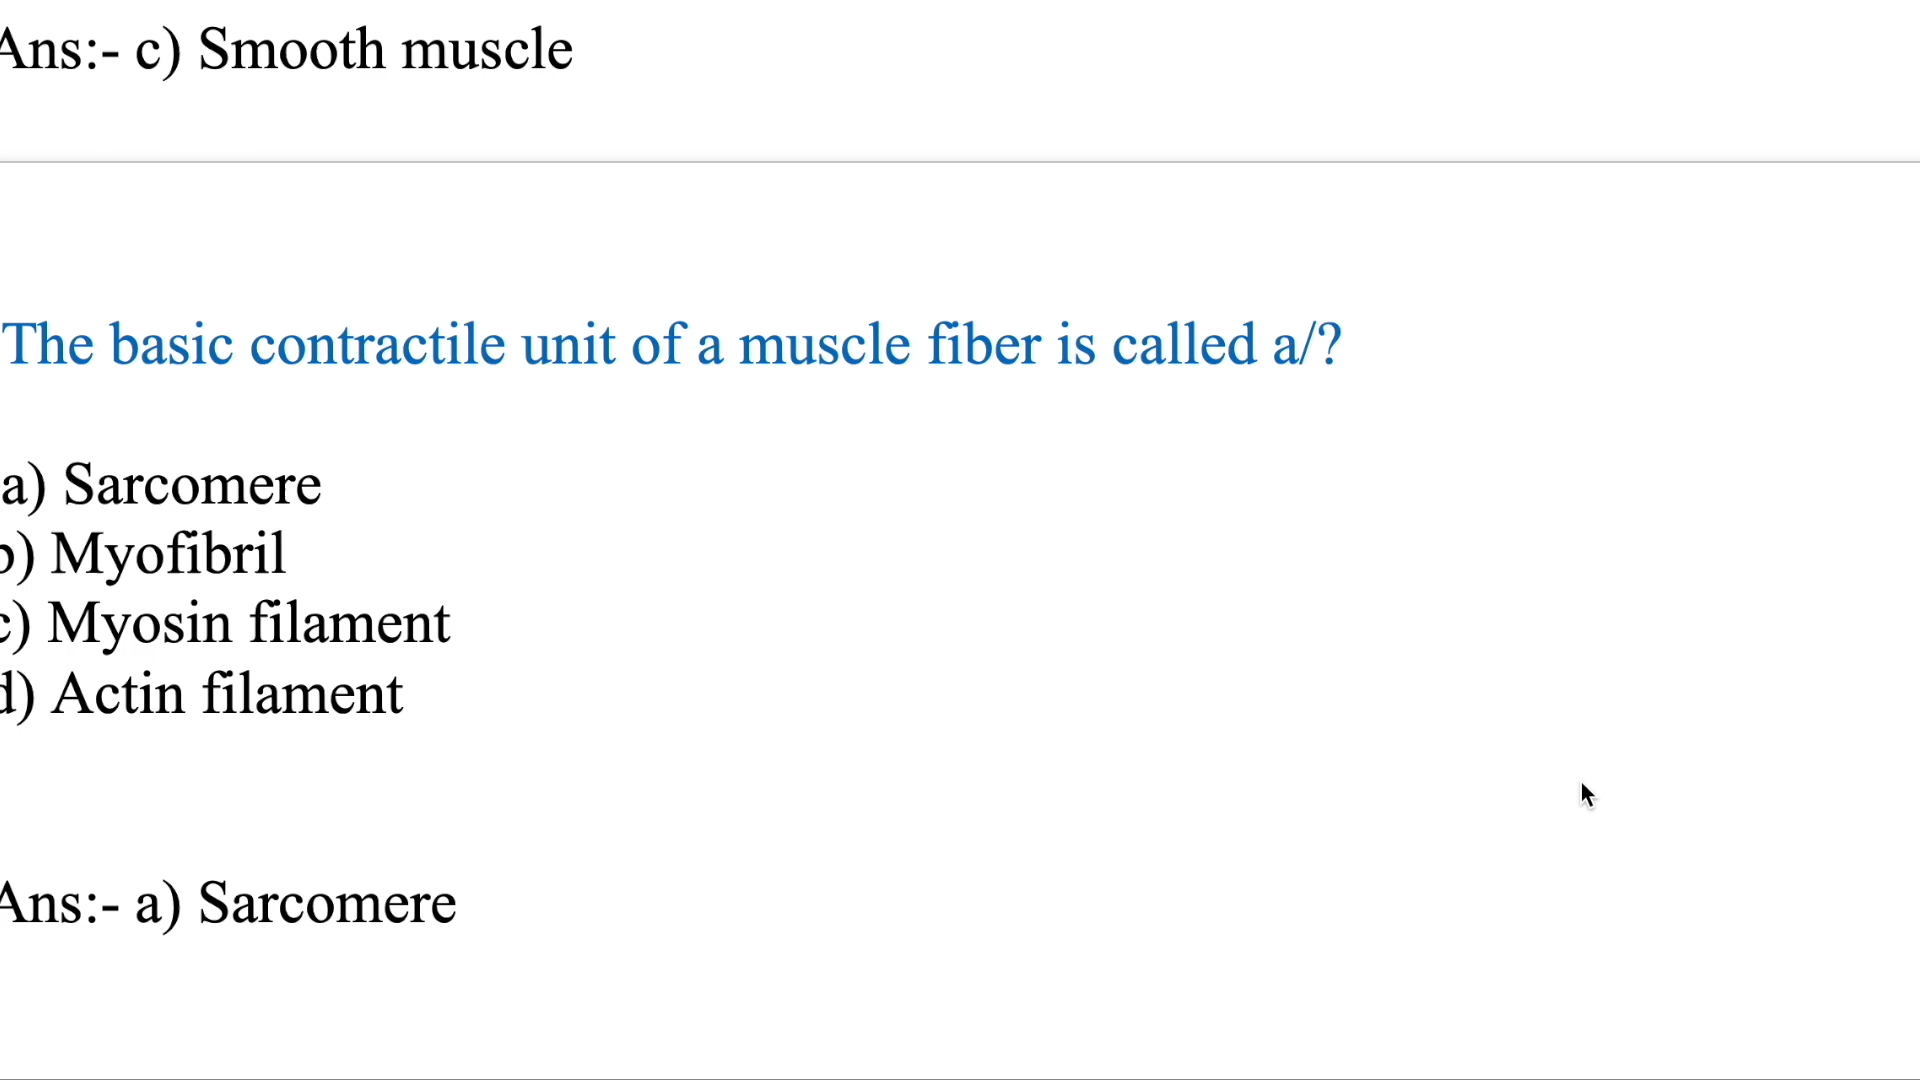 Ans:- c) Smooth muscle
The basic contractile unit of a muscle fiber is called a/?
a) Sarcomere
b) Myofibril
c) Myosin filament
d) Actin filament
Ans:- a) Sarcomere